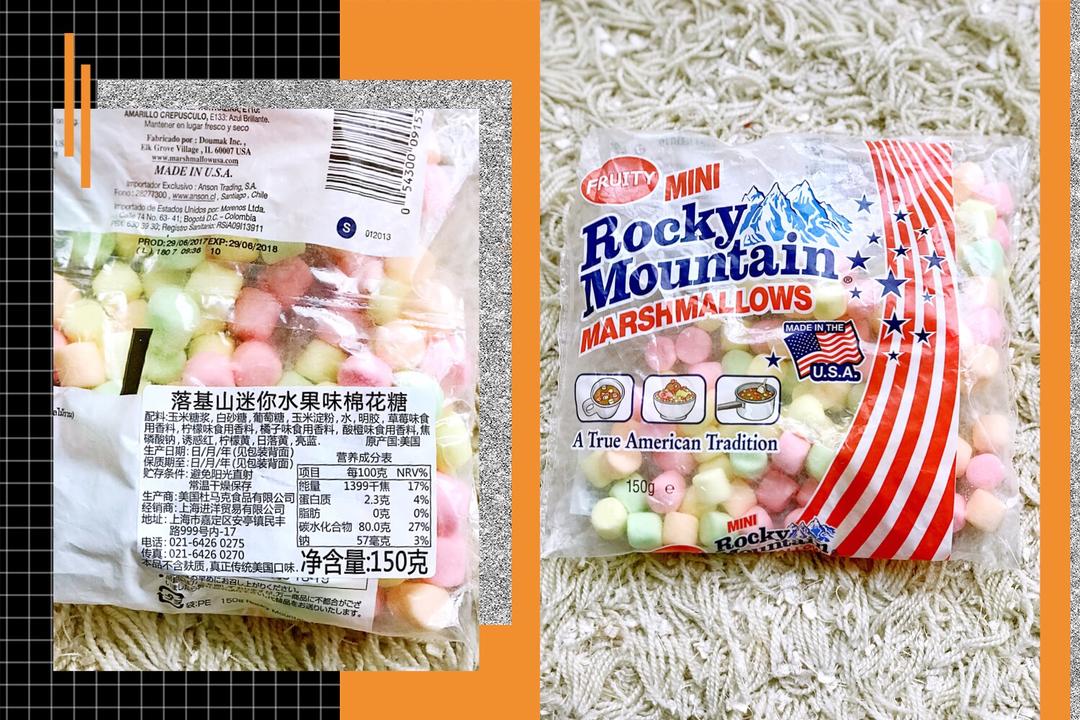 AMARILLO CREPUSCULO, E133: Azul Brillante.
Mantener en lugar fresco y seco
Fabricado por : Doumak Inc. ,
Elk Grove Village , IL 60007 USA
www.marshmallowusa.com
MADE IN U.S.A.
Importador Exclusivo : Anson Trading, S.A.
www.anson.cl , Santiago , Chile
Importado de Estados Unidos por: Morenos Ltda.
Calle 74 No. 63- 41; Bogotá D.C. – Colombia
Registro Sanitario: RSIA09I13911
0 54300 0915
S
012013
PROD:29/06/2017 EXP:29/06/2018
(L) 180 7 09:36 10
落基山迷你水果味棉花糖
配料:玉米糖浆, 白砂糖, 葡萄糖, 玉米淀粉, 水, 明胶, 草莓味食
用香料, 柠檬味食用香料, 橘子味食用香料, 酸橙味食用香料, 焦
磷酸钠, 诱惑红, 柠檬黄, 日落黄, 亮蓝. 原产国:美国
生产日期: 日/月/年 (见包装背面)
保质期至: 日/月/年 (见包装背面)
贮存条件: 避免阳光直射
常温干燥保存
生产商: 美国杜马克食品有限公司
经销商: 上海进洋贸易有限公司
地址: 上海市嘉定区安亭镇民丰
路999号内-17
电话: 021-6426 0275
传真: 021-6426 0270
本品不含麸质, 真正传统美国口味.
营养成分表
项目 每100克 NRV%
能量 1399千焦 17%
蛋白质 2.3克 4%
脂肪 0克 0%
碳水化合物 80.0克 27%
钠 57毫克 3%
净含量:150克
:PE 150g
FRUITY MINI
Rocky
Mountain®
MARSHMALLOWS
MADE IN THE
U.S.A.
A True American Tradition
150g e
MINI
Rocky
Mountain